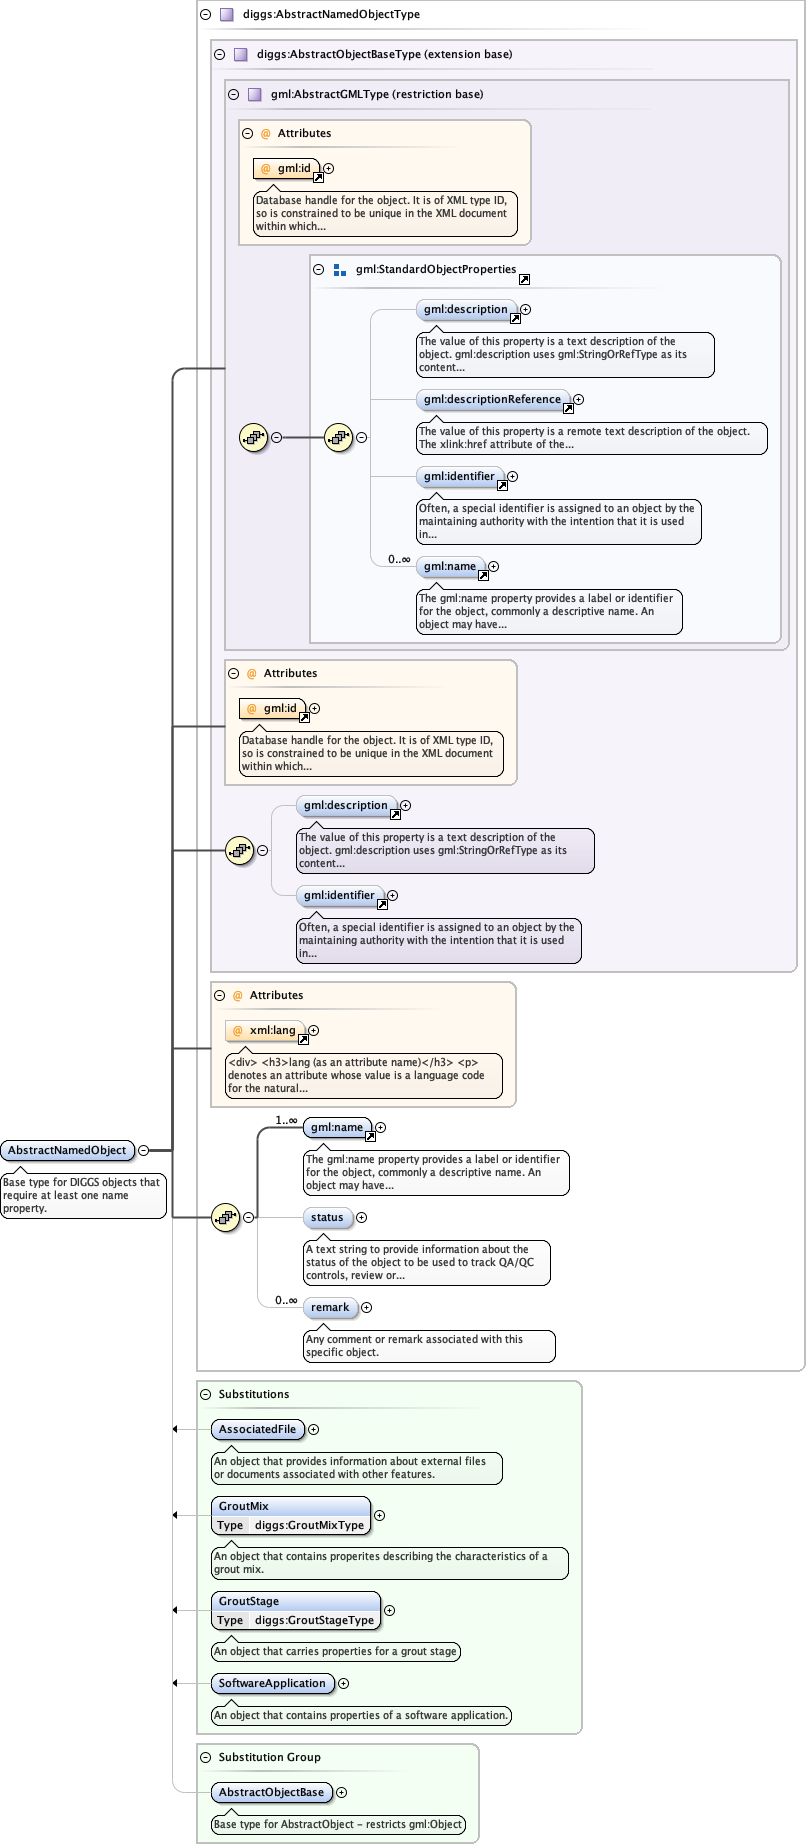 diggs:AbstractNamedObjectType
diggs:AbstractObjectBaseType (extension base)
gml:AbstractGMLType (restriction base)
@ Attributes
@ gml:id
Database handle for the object. It is of XML type ID,
so is constrained to be unique in the XML document
within which...
gml:StandardObjectProperties
gml:description
The value of this property is a text description of the
object. gml:description uses gml:StringOrRefType as its
content...
gml:descriptionReference
The value of this property is a remote text description of the object.
The xlink:href attribute of the...
gml:identifier
Often, a special identifier is assigned to an object by the
maintaining authority with the intention that it is used
in...
0..∞
gml:name
The gml:name property provides a label or identifier
for the object, commonly a descriptive name. An
object may have...
@ Attributes
@ gml:id
Database handle for the object. It is of XML type ID,
so is constrained to be unique in the XML document
within which...
gml:description
The value of this property is a text description of the
object. gml:description uses gml:StringOrRefType as its
content...
gml:identifier
Often, a special identifier is assigned to an object by the
maintaining authority with the intention that it is used
in...
@ Attributes
@ xml:lang
<div> <h3>lang (as an attribute name)</h3> <p>
denotes an attribute whose value is a language code
for the natural...
AbstractNamedObject
Base type for DIGGS objects that
require at least one name
property.
1..∞
gml:name
The gml:name property provides a label or identifier
for the object, commonly a descriptive name. An
object may have...
status
A text string to provide information about the
status of the object to be used to track QA/QC
controls, review or...
0..∞
remark
Any comment or remark associated with this
specific object.
Substitutions
AssociatedFile
An object that provides information about external files
or documents associated with other features.
GroutMix
Type diggs:GroutMixType
An object that contains properites describing the characteristics of a
grout mix.
GroutStage
Type diggs:GroutStageType
An object that carries properties for a grout stage
SoftwareApplication
An object that contains properties of a software application.
Substitution Group
AbstractObjectBase
Base type for AbstractObject - restricts gml:Object